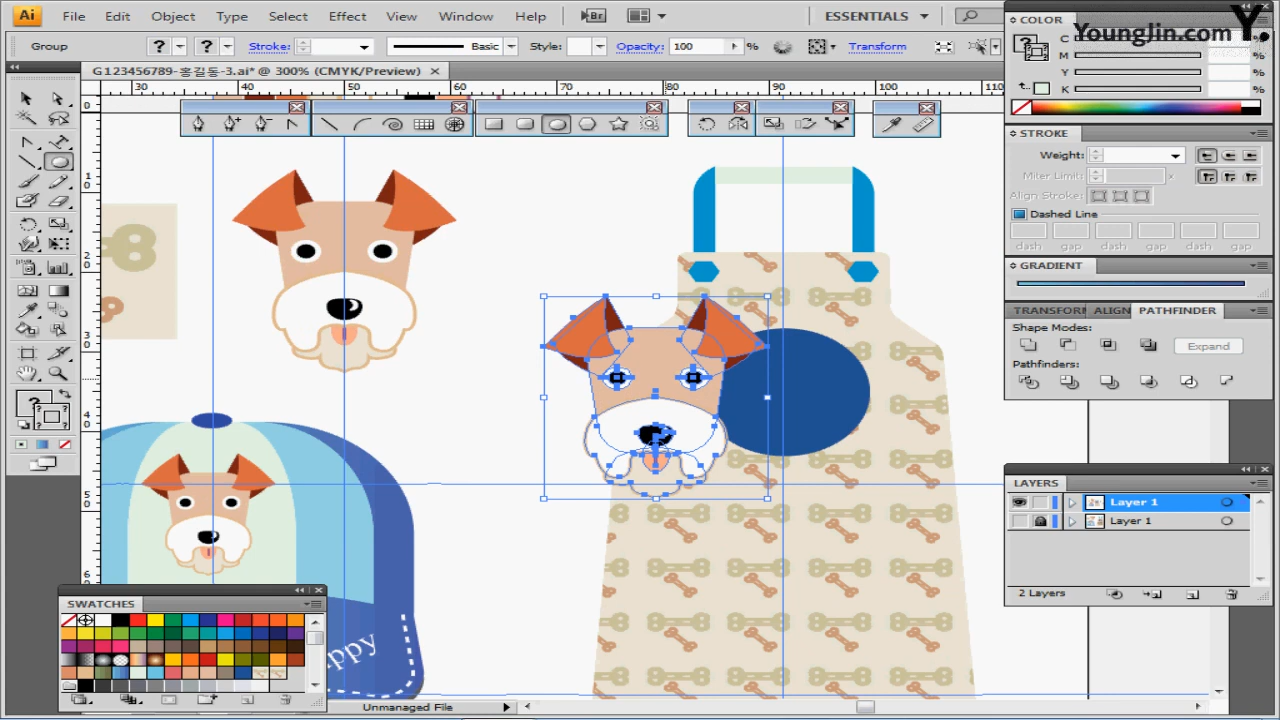 Ai File Edit Object Type Select Effect View Window Help Br ESSENTIALS
YoungJin.com Y.
Group ? ? Stroke: Basic Style: Opacity: 100 % Transform
G123456789-홍길동-3.ai* @ 300% (CMYK/Preview)
30 40 50 60 70 80 90 100 110
COLOR
C %
M %
Y %
K %
STROKE
Weight:
Miter Limit: x
Align Stroke:
Dashed Line
dash gap dash gap dash gap
GRADIENT
TRANSFORM ALIGN PATHFINDER
Shape Modes:
Expand
Pathfinders:
LAYERS
Layer 1
Layer 1
2 Layers
SWATCHES
appy
Unmanaged File